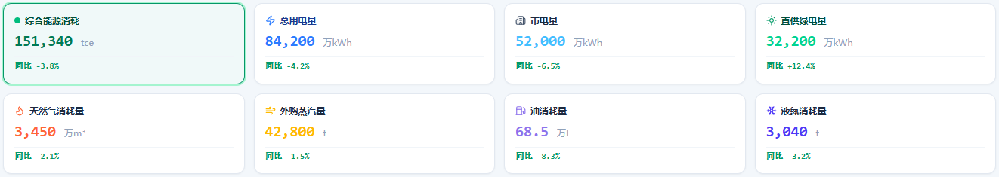 综合能源消耗
151,340 tce
同比 -3.8%
总用电量
84,200 万kWh
同比 -4.2%
市电量
52,000 万kWh
同比 -6.5%
直供绿电量
32,200 万kWh
同比 +12.4%
天然气消耗量
3,450 万m³
同比 -2.1%
外购蒸汽量
42,800 t
同比 -1.5%
油消耗量
68.5 万L
同比 -8.3%
液氮消耗量
3,040 t
同比 -3.2%